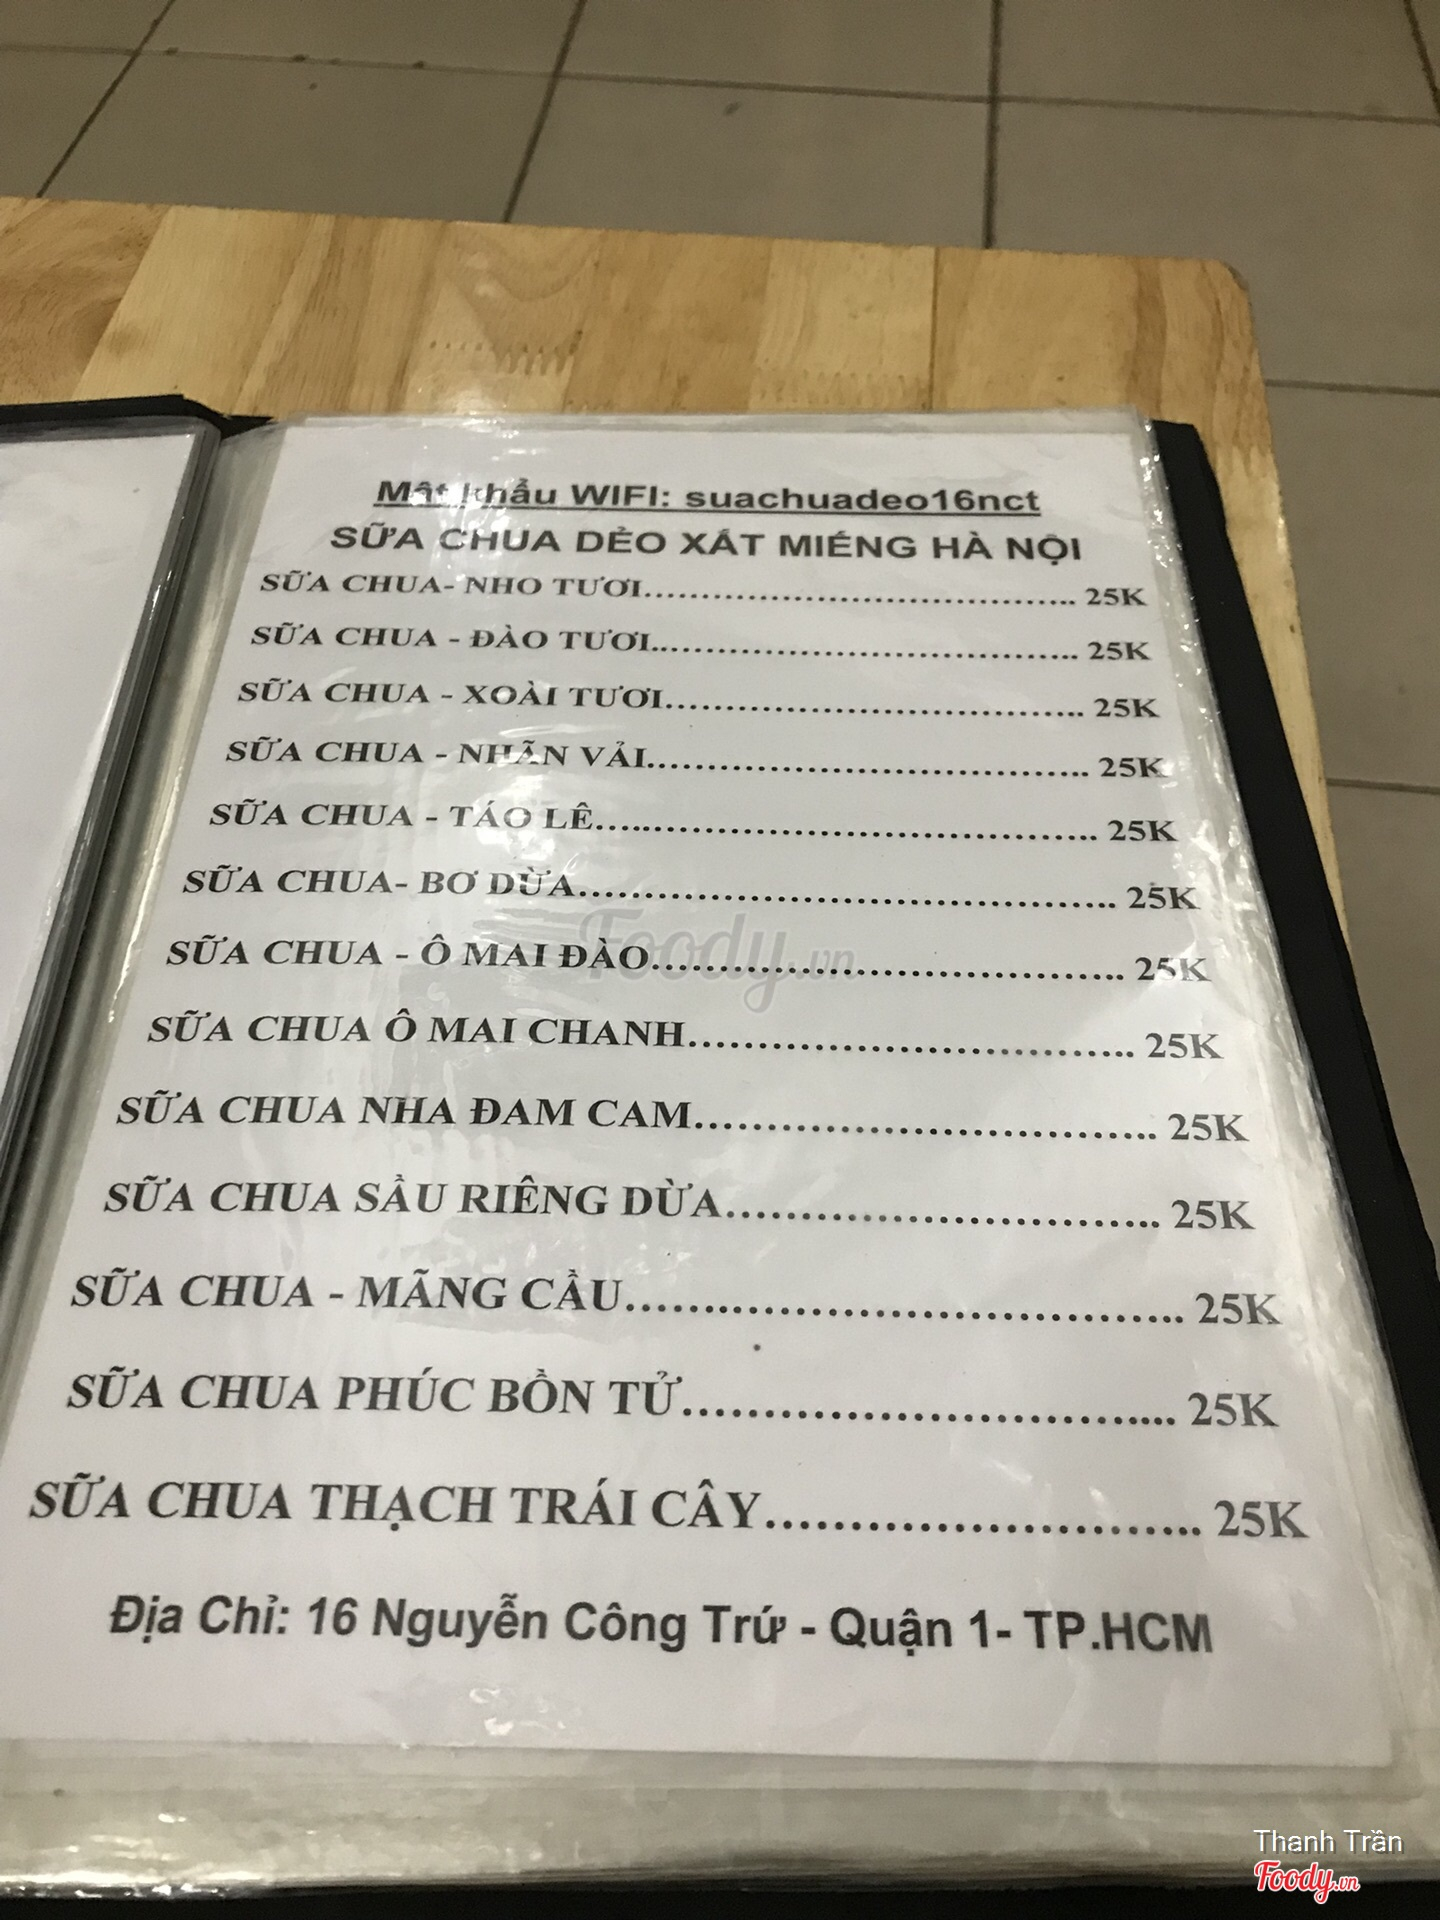 Mật khẩu WIFI: suachuadeo16nct
SỮA CHUA DẺO XẮT MIẾNG HÀ NỘI
SỮA CHUA- NHO TƯƠI........................................ 25K
SỮA CHUA - ĐÀO TƯƠI........................................ 25K
SỮA CHUA - XOÀI TƯƠI........................................ 25K
SỮA CHUA - NHÃN VẢI........................................ 25K
SỮA CHUA - TÁO LÊ........................................ 25K
SỮA CHUA- BƠ DỪA........................................ 25K
SỮA CHUA - Ô MAI ĐÀO........................................ 25K
SỮA CHUA Ô MAI CHANH........................................ 25K
SỮA CHUA NHA ĐAM CAM........................................ 25K
SỮA CHUA SẦU RIÊNG DỪA........................................ 25K
SỮA CHUA - MÃNG CẦU........................................ 25K
SỮA CHUA PHÚC BỒN TỬ........................................ 25K
SỮA CHUA THẠCH TRÁI CÂY........................................ 25K
Địa Chỉ: 16 Nguyễn Công Trứ - Quận 1- TP.HCM
Foody.vn
Thanh Trần
Foody.vn